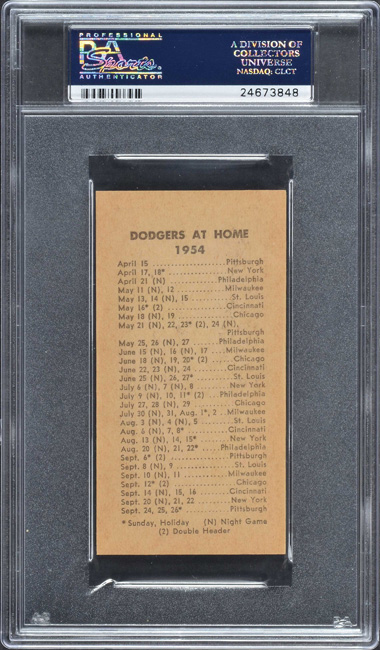 PROFESSIONAL
PSA
Sports.
AUTHENTICATOR
A DIVISION OF
COLLECTORS
UNIVERSE
NASDAQ: CLCT
24673848
DODGERS AT HOME
1954
April 15 ........................ Pittsburgh
April 17, 18* ................ New York
April 21 (N) ................ Philadelphia
May 11 (N), 12 ............ Milwaukee
May 13, 14 (N), 15 ........ St. Louis
May 16* (2) ................ Cincinnati
May 18 (N), 19 ............ Chicago
May 21 (N), 22, 23* (2), 24 (N),
Pittsburgh
May 25, 26 (N), 27 ..... Philadelphia
June 15 (N), 16 (N), 17 .... Milwaukee
June 18 (N), 19, 20* (2) .... Chicago
June 22, 23 (N), 24 ........ Cincinnati
June 25 (N), 26, 27* ........ St. Louis
July 6 (N), 7 (N), 8 ........ New York
July 9 (N), 10, 11* (2) .... Philadelphia
July 27, 28 (N), 29 ........ Chicago
July 30 (N), 31, Aug. 1*, 2 .. Milwaukee
Aug. 3 (N), 4 (N), 5 ........ St. Louis
Aug. 6 (N), 7, 8* ............ Cincinnati
Aug. 13 (N), 14, 15* ........ New York
Aug. 20 (N), 21, 22* .... Philadelphia
Sept. 6* (2) ................ Pittsburgh
Sept. 8 (N), 9 ............ St. Louis
Sept. 10 (N), 11 ............ Milwaukee
Sept. 12* (2) ................ Chicago
Sept. 14 (N), 15, 16 ........ Cincinnati
Sept. 20 (N), 21, 22 ........ New York
Sept. 24, 25, 26* ............ Pittsburgh
*Sunday, Holiday (N) Night Game
(2) Double Header